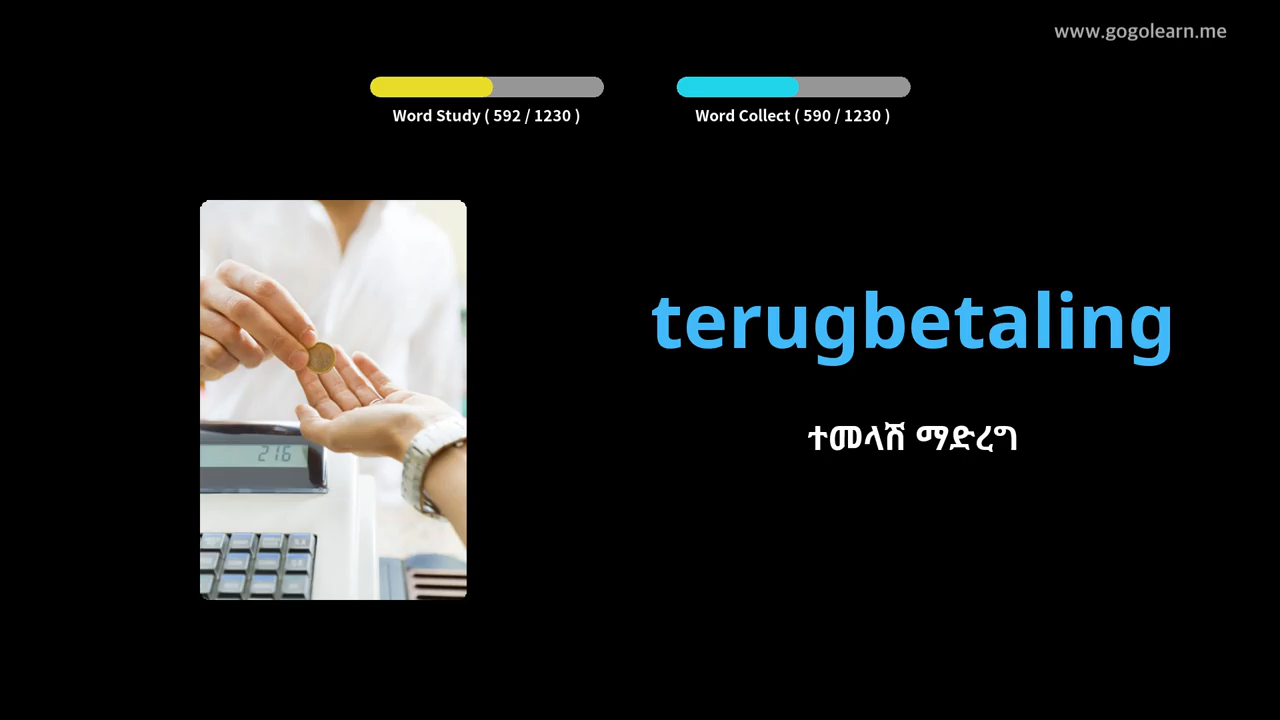 www.gogolearn.me
Word Study ( 592 / 1230 )
Word Collect ( 590 / 1230 )
terugbetaling
ተመላሽ ማድረግ
216